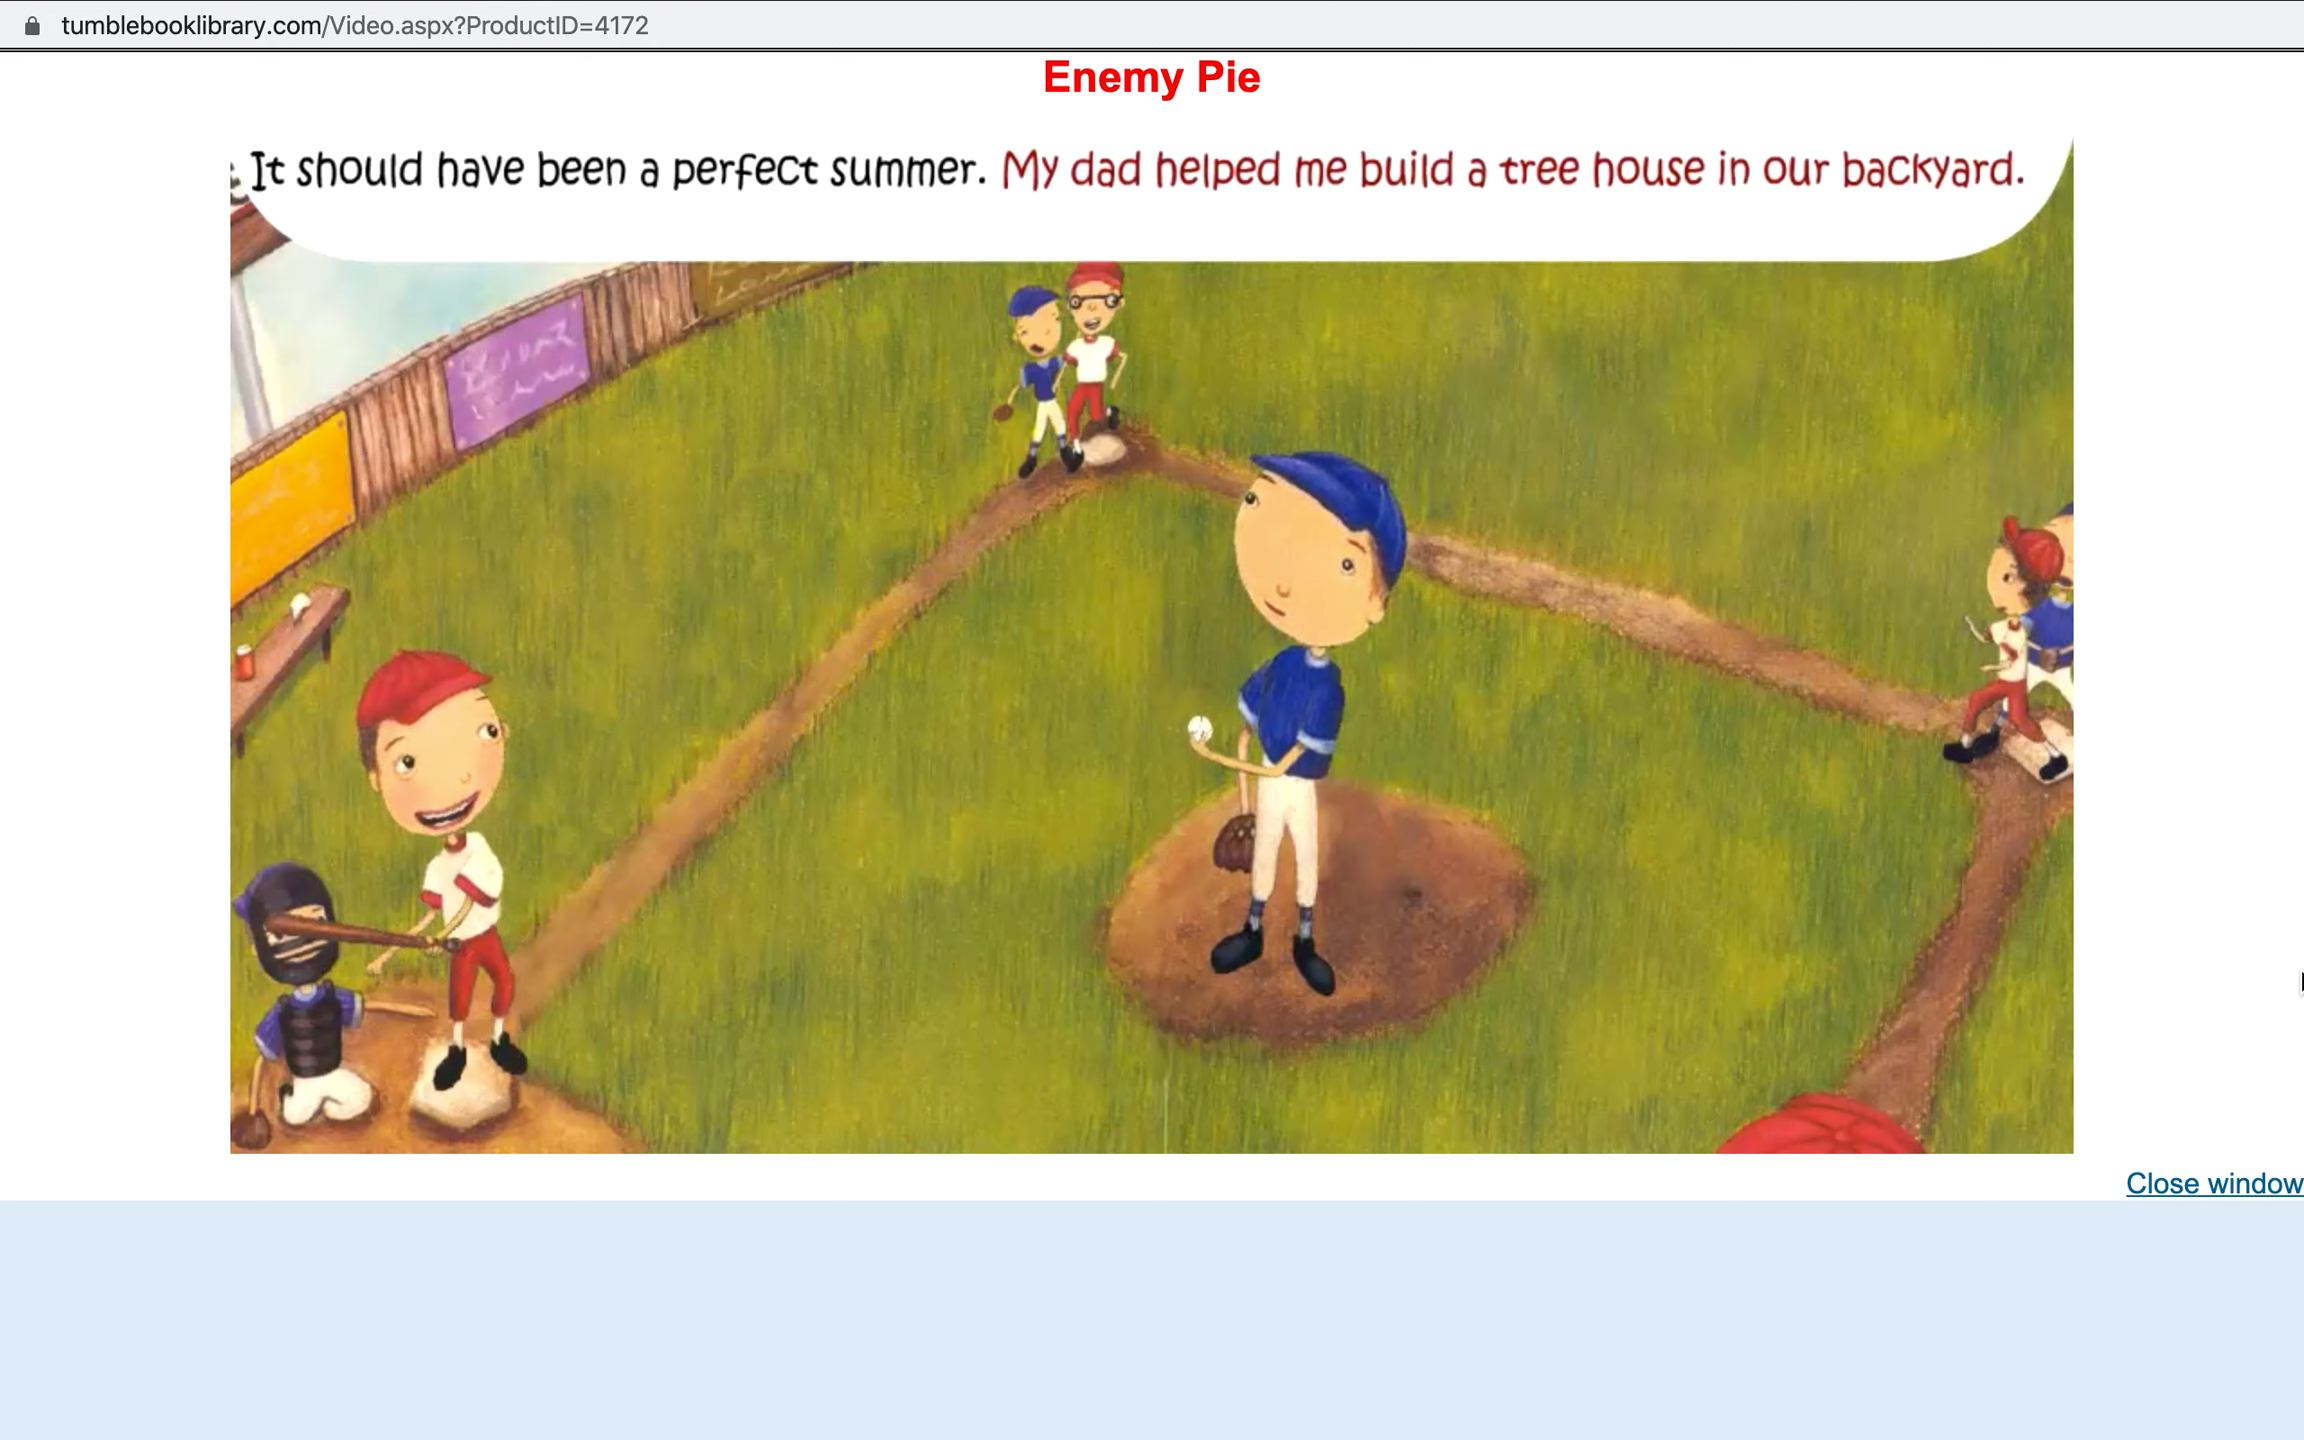 tumblebooklibrary.com/Video.aspx?ProductID=4172
Enemy Pie
It should have been a perfect summer. My dad helped me build a tree house in our backyard.
Close window